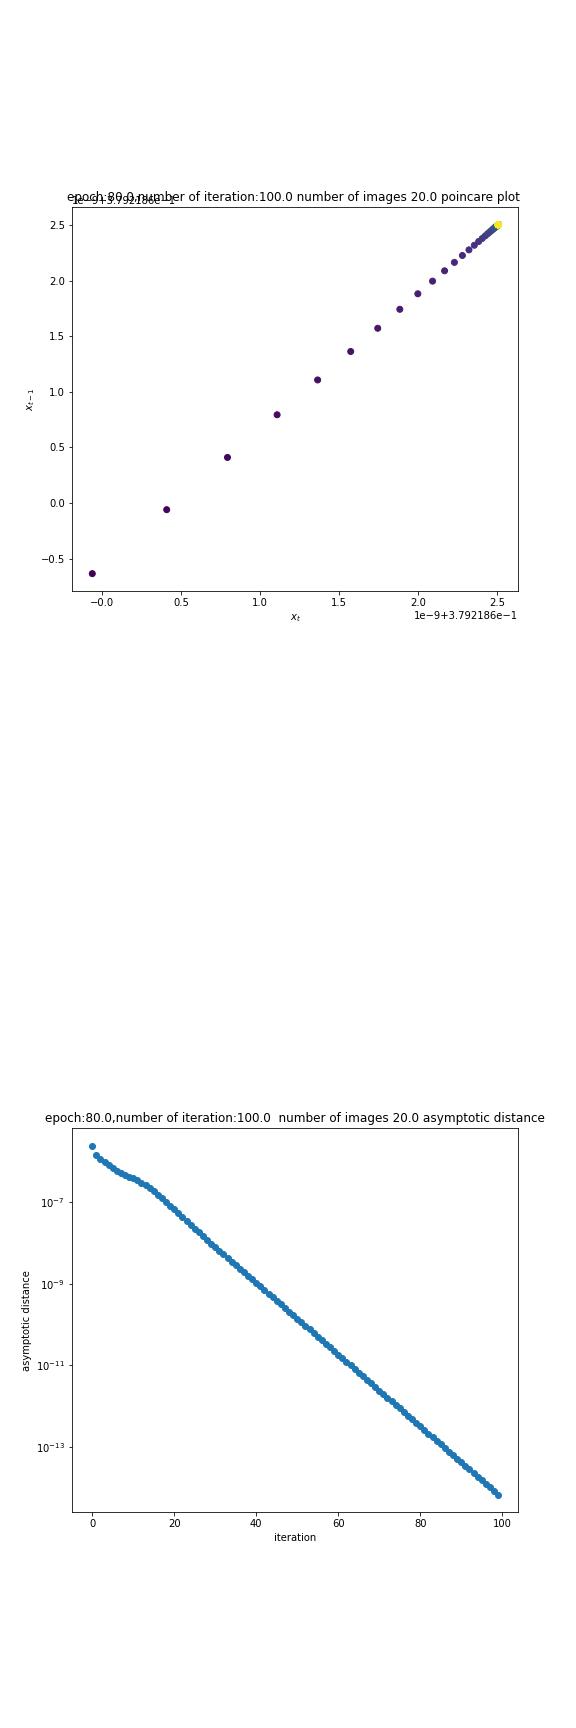 epoch:80.0,number of iteration:100.0 number of images 20.0 poincare plot
1e−9+3.792186e−1
2.5
2.0
1.5
1.0
0.5
0.0
−0.5
x_{t−1}
−0.0 0.5 1.0 1.5 2.0 2.5
x_t
1e−9+3.792186e−1
epoch:80.0,number of iteration:100.0  number of images 20.0 asymptotic distance
10^{−7}
10^{−9}
10^{−11}
10^{−13}
asymptotic distance
0 20 40 60 80 100
iteration